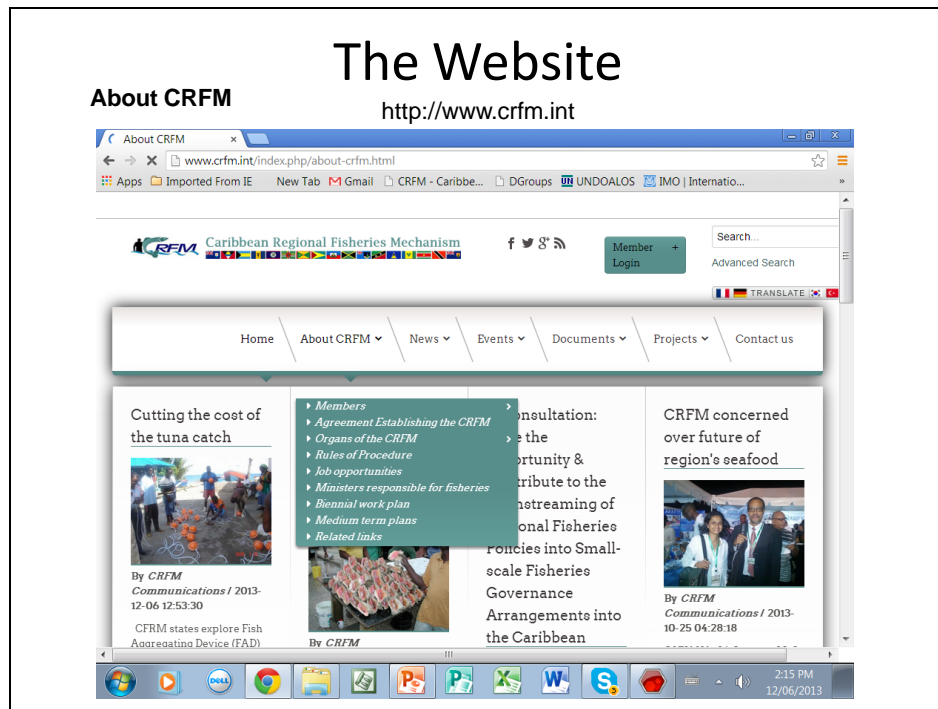 The Website
About CRFM
http://www.crfm.int
About CRFM ×
www.crfm.int/index.php/about-crfm.html
Apps Imported From IE New Tab Gmail CRFM - Caribbe... DGroups UN UNDOALOS IMO | Internatio... »
CRFM Caribbean Regional Fisheries Mechanism
Member +
Login
Search...
Advanced Search
TRANSLATE
Home About CRFM News Events Documents Projects Contact us
Cutting the cost of
the tuna catch
By CRFM
Communications / 2013-
12-06 12:53:30
CFRM states explore Fish
Aggregating Device (FAD)
Members
Agreement Establishing the CRFM
Organs of the CRFM
Rules of Procedure
Job opportunities
Ministers responsible for fisheries
Biennial work plan
Medium term plans
Related links
By CRFM
nsultation:
e the
ortunity &
tribute to the
nstreaming of
onal Fisheries
Policies into Small-
scale Fisheries
Governance
Arrangements into
the Caribbean
CRFM concerned
over future of
region's seafood
By CRFM
Communications / 2013-
10-25 04:28:18
DELL
2:15 PM
12/06/2013